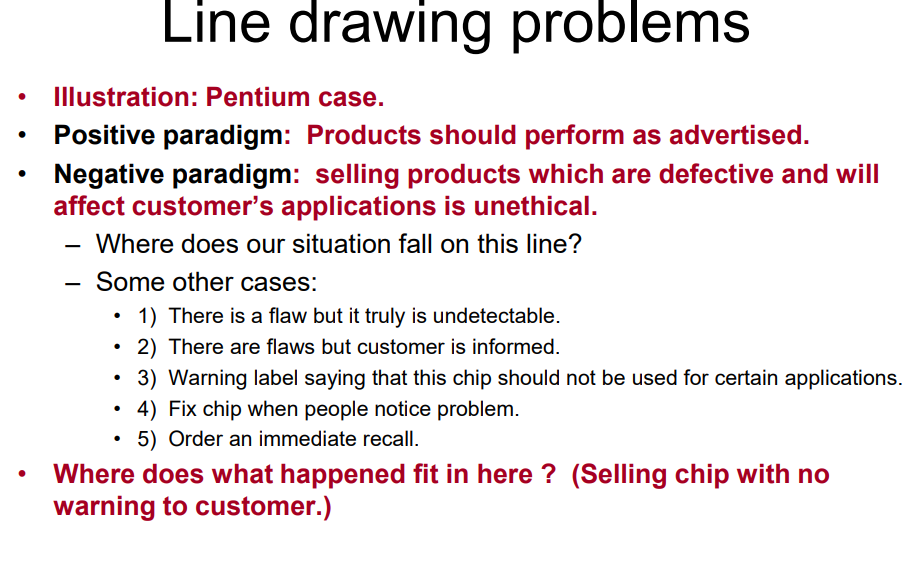 Line drawing problems
• Illustration: Pentium case.
• Positive paradigm: Products should perform as advertised.
• Negative paradigm: selling products which are defective and will
affect customer’s applications is unethical.
– Where does our situation fall on this line?
– Some other cases:
• 1) There is a flaw but it truly is undetectable.
• 2) There are flaws but customer is informed.
• 3) Warning label saying that this chip should not be used for certain applications.
• 4) Fix chip when people notice problem.
• 5) Order an immediate recall.
• Where does what happened fit in here ? (Selling chip with no
warning to customer.)